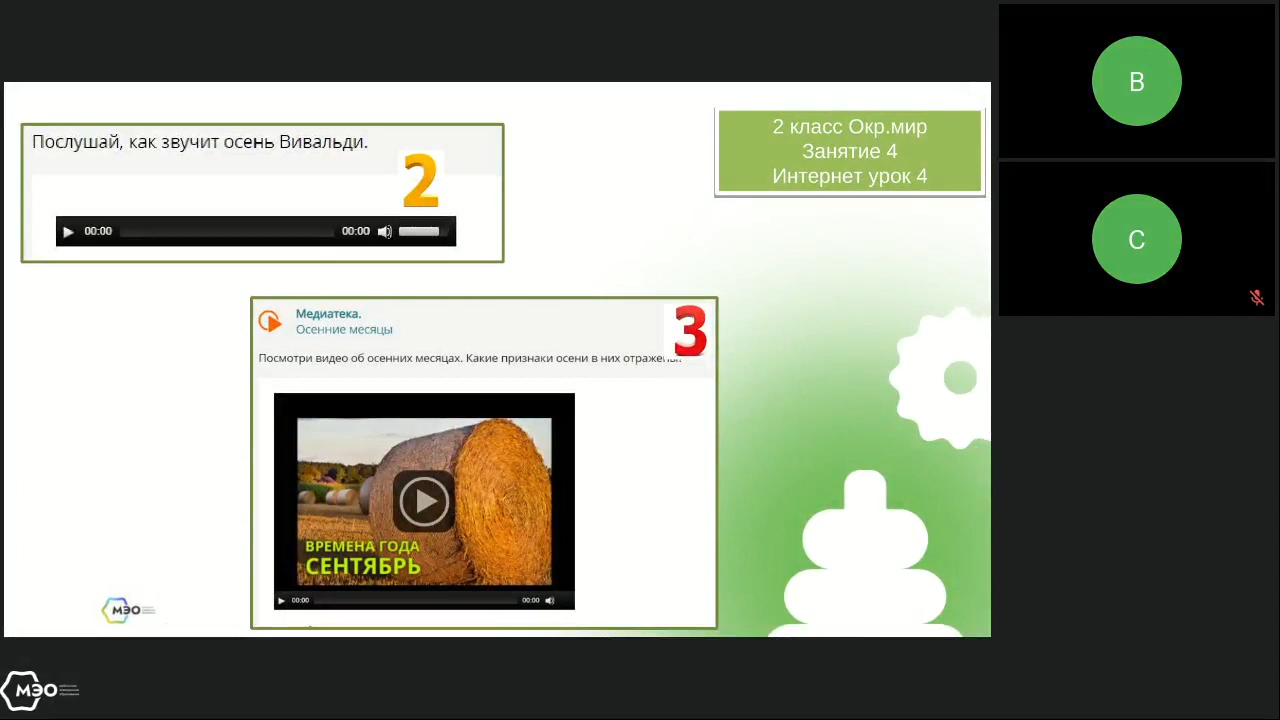 Послушай, как звучит осень Вивальди.
2
00:00
00:00
2 класс Окр.мир
Занятие 4
Интернет урок 4
Медиатека.
Осенние месяцы
3
Посмотри видео об осенних месяцах. Какие признаки осени в них отражены?
ВРЕМЕНА ГОДА
СЕНТЯБРЬ
00:00
00:00
МЭО
B
C
МЭО